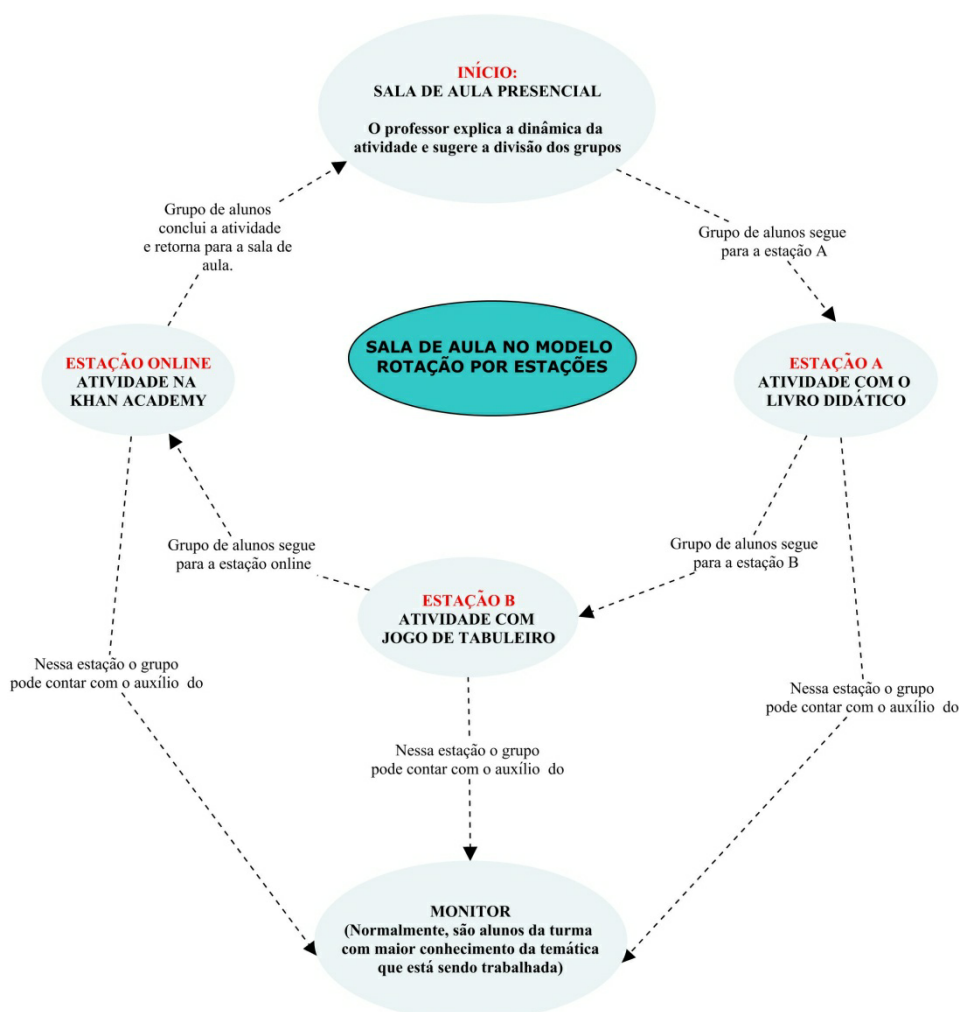 INÍCIO:
SALA DE AULA PRESENCIAL
O professor explica a dinâmica da
atividade e sugere a divisão dos grupos
Grupo de alunos
conclui a atividade
e retorna para a sala de
aula.
Grupo de alunos segue
para a estação A
SALA DE AULA NO MODELO
ROTAÇÃO POR ESTAÇÕES
ESTAÇÃO ONLINE
ATIVIDADE NA
KHAN ACADEMY
ESTAÇÃO A
ATIVIDADE COM O
LIVRO DIDÁTICO
Grupo de alunos segue
para a estação online
Grupo de alunos segue
para a estação B
ESTAÇÃO B
ATIVIDADE COM
JOGO DE TABULEIRO
Nessa estação o grupo
pode contar com o auxílio do
Nessa estação o grupo
pode contar com o auxílio do
Nessa estação o grupo
pode contar com o auxílio do
MONITOR
(Normalmente, são alunos da turma
com maior conhecimento da temática
que está sendo trabalhada)